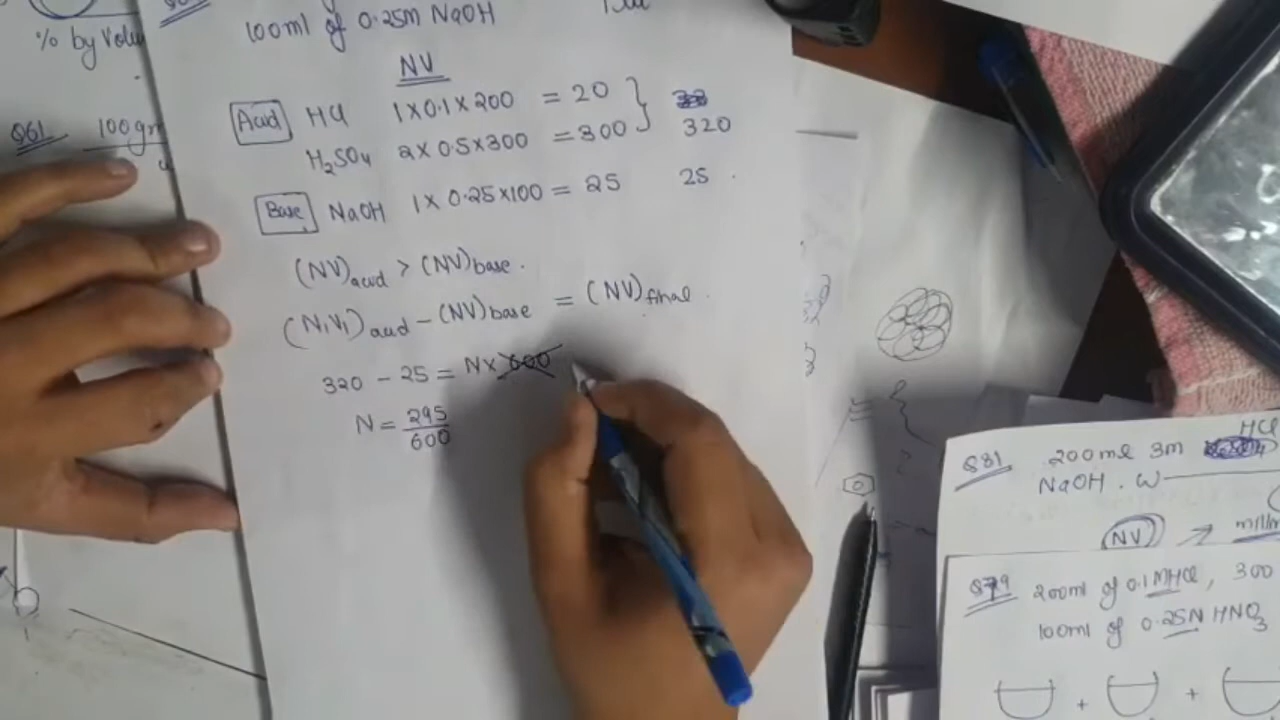 % by Volu
Q61 100gm
100ml of 0.25M NaOH
NV
Acid HCl 1×0.1×200 = 20
H₂SO₄ 2×0.5×300 = 300 320
Base NaOH 1×0.25×100 = 25 25.
(NV)acid > (NV)base.
(N₁V₁)acid – (NV)base = (NV)final.
320 – 25 = N×600
N = 295/600
Q81 200ml 3M HCl
NaOH.
NV → milli
Q79 200ml of 0.1MHCl, 300
100ml of 0.25N HNO₃
+ +